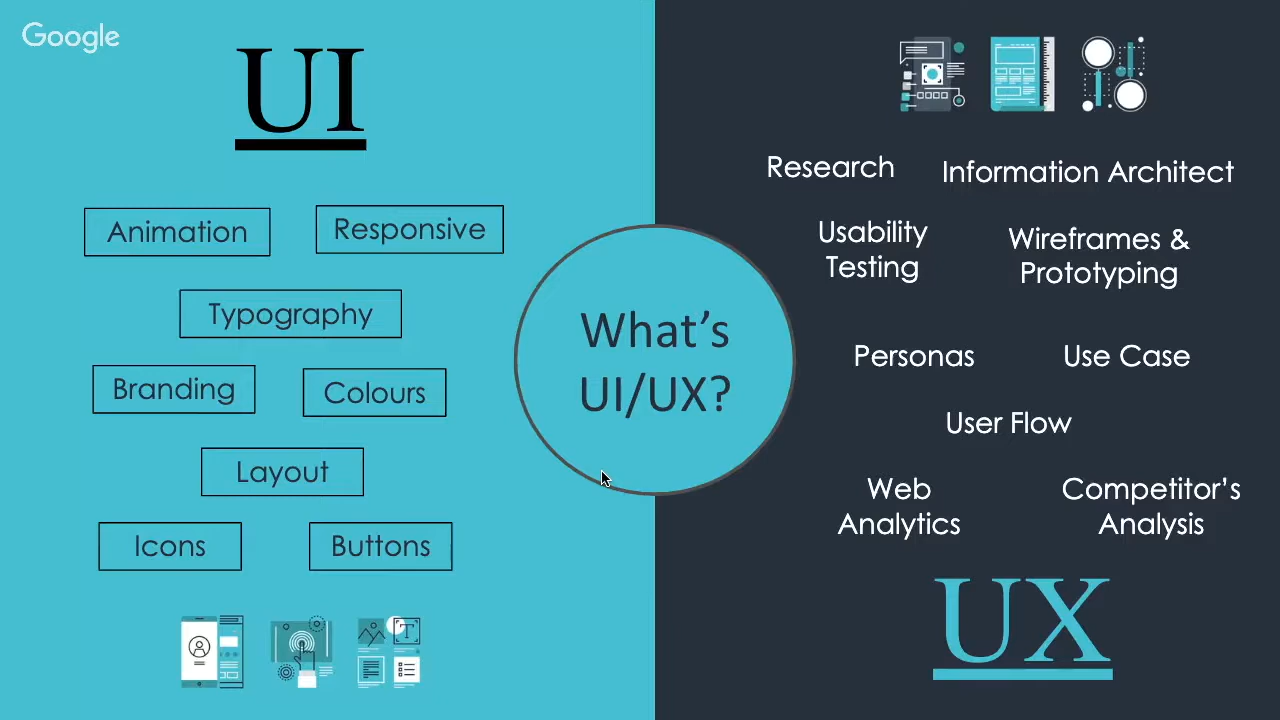 Google
UI
Animation
Responsive
Typography
Branding
Colours
Layout
Icons
Buttons
What's
UI/UX?
Research
Information Architect
Usability
Testing
Wireframes &
Prototyping
Personas
Use Case
User Flow
Web
Analytics
Competitor's
Analysis
UX
T